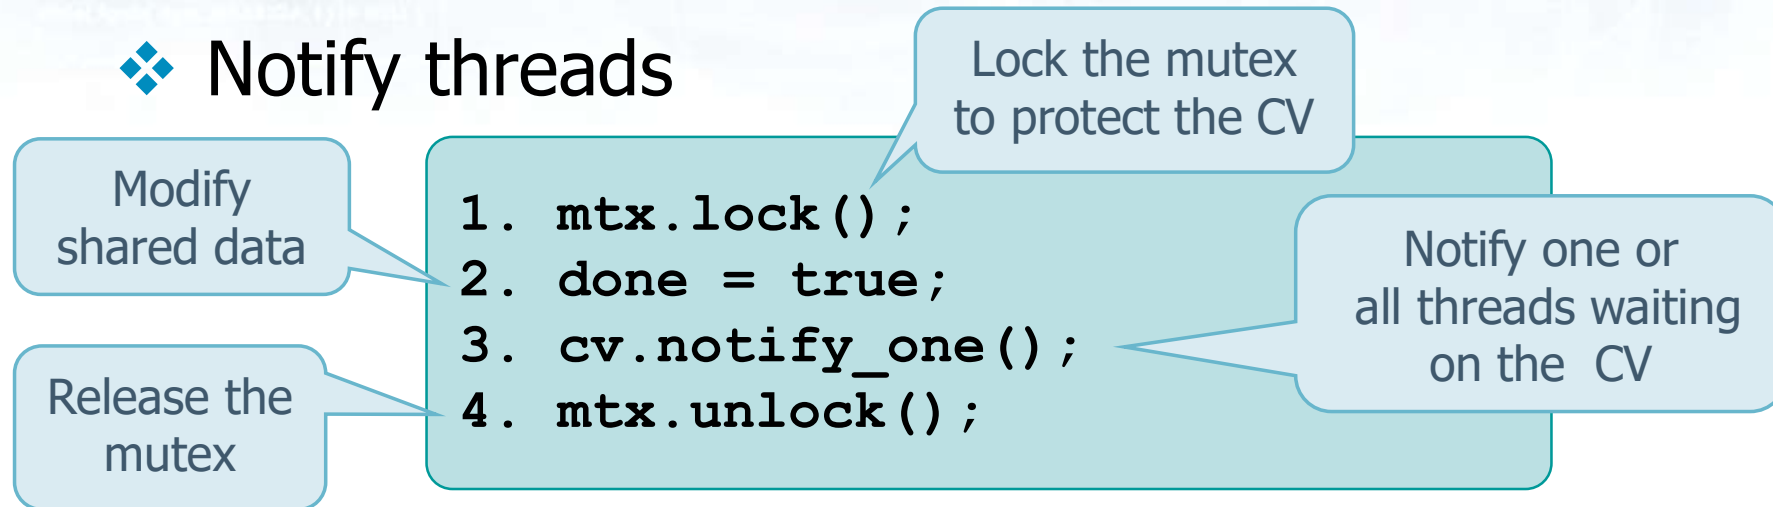 Notify threads
Lock the mutex
to protect the CV
Modify
shared data
1. mtx.lock();
2. done = true;
3. cv.notify_one();
4. mtx.unlock();
Notify one or
all threads waiting
on the CV
Release the
mutex